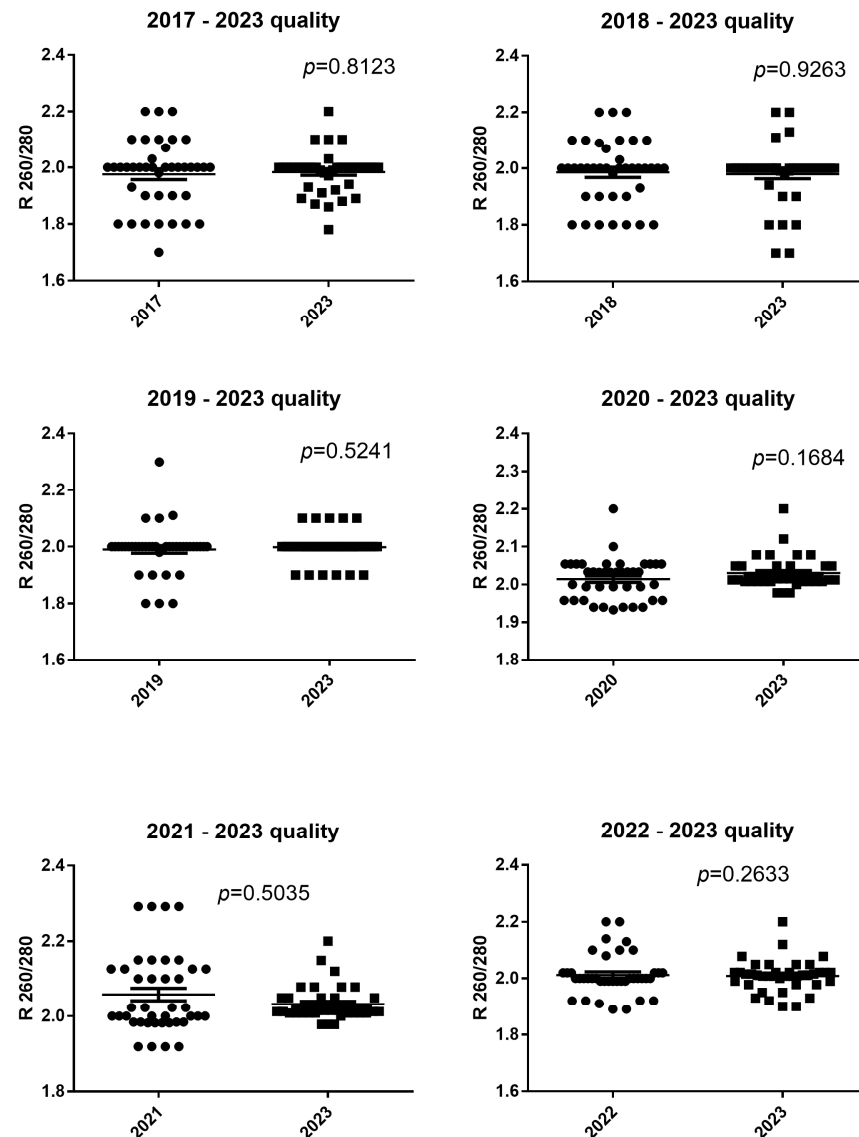 2017 - 2023 quality
p=0.8123
R 260/280
2.4
2.2
2.0
1.8
1.6
2017
2023
2018 - 2023 quality
p=0.9263
R 260/280
2.4
2.2
2.0
1.8
1.6
2018
2023
2019 - 2023 quality
p=0.5241
R 260/280
2.4
2.2
2.0
1.8
1.6
2019
2023
2020 - 2023 quality
p=0.1684
R 260/280
2.4
2.3
2.2
2.1
2.0
1.9
1.8
2020
2023
2021 - 2023 quality
p=0.5035
R 260/280
2.4
2.2
2.0
1.8
2021
2023
2022 - 2023 quality
p=0.2633
R 260/280
2.4
2.2
2.0
1.8
1.6
2022
2023